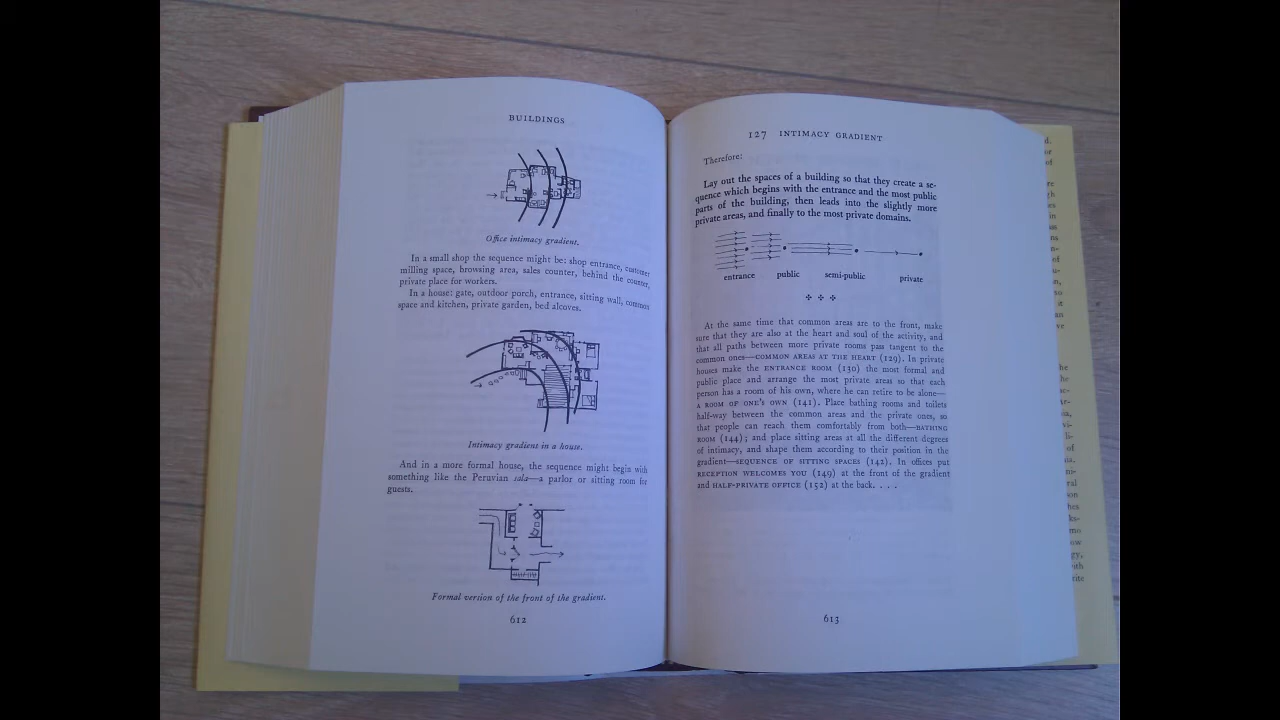 BUILDINGS
Office intimacy gradient.
In a small shop the sequence might be: shop entrance, customer
milling space, browsing area, sales counter, behind the counter,
private place for workers.
In a house: gate, outdoor porch, entrance, sitting wall, common
space and kitchen, private garden, bed alcoves.
Intimacy gradient in a house.
And in a more formal house, the sequence might begin with
something like the Peruvian sala—a parlor or sitting room for
guests.
Formal version of the front of the gradient.
612
127 INTIMACY GRADIENT
Therefore:
Lay out the spaces of a building so that they create a se-
quence which begins with the entrance and the most public
parts of the building, then leads into the slightly more
private areas, and finally to the most private domains.
entrance public semi-public private
At the same time that common areas are to the front, make
sure that they are also at the heart and soul of the activity, and
that all paths between more private rooms pass tangent to the
common ones—COMMON AREAS AT THE HEART (129). In private
houses make the ENTRANCE ROOM (130) the most formal and
public place and arrange the most private areas so that each
person has a room of his own, where he can retire to be alone—
A ROOM OF ONE'S OWN (141). Place bathing rooms and toilets
half-way between the common areas and the private ones, so
that people can reach them comfortably from both—BATHING
ROOM (144); and place sitting areas at all the different degrees
of intimacy, and shape them according to their position in the
gradient—SEQUENCE OF SITTING SPACES (142). In offices put
RECEPTION WELCOMES YOU (149) at the front of the gradient
and HALF-PRIVATE OFFICE (152) at the back. . . .
613